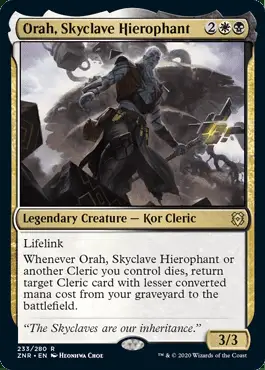 Orah, Skyclave Hierophant 2
Legendary Creature — Kor Cleric
Lifelink
Whenever Orah, Skyclave Hierophant or
another Cleric you control dies, return
target Cleric card with lesser converted
mana cost from your graveyard to the
battlefield.
“The Skyclaves are our inheritance.”
3/3
233/280 R
ZNR • EN HEONHWA CHOE
™ & © 2020 Wizards of the Coast